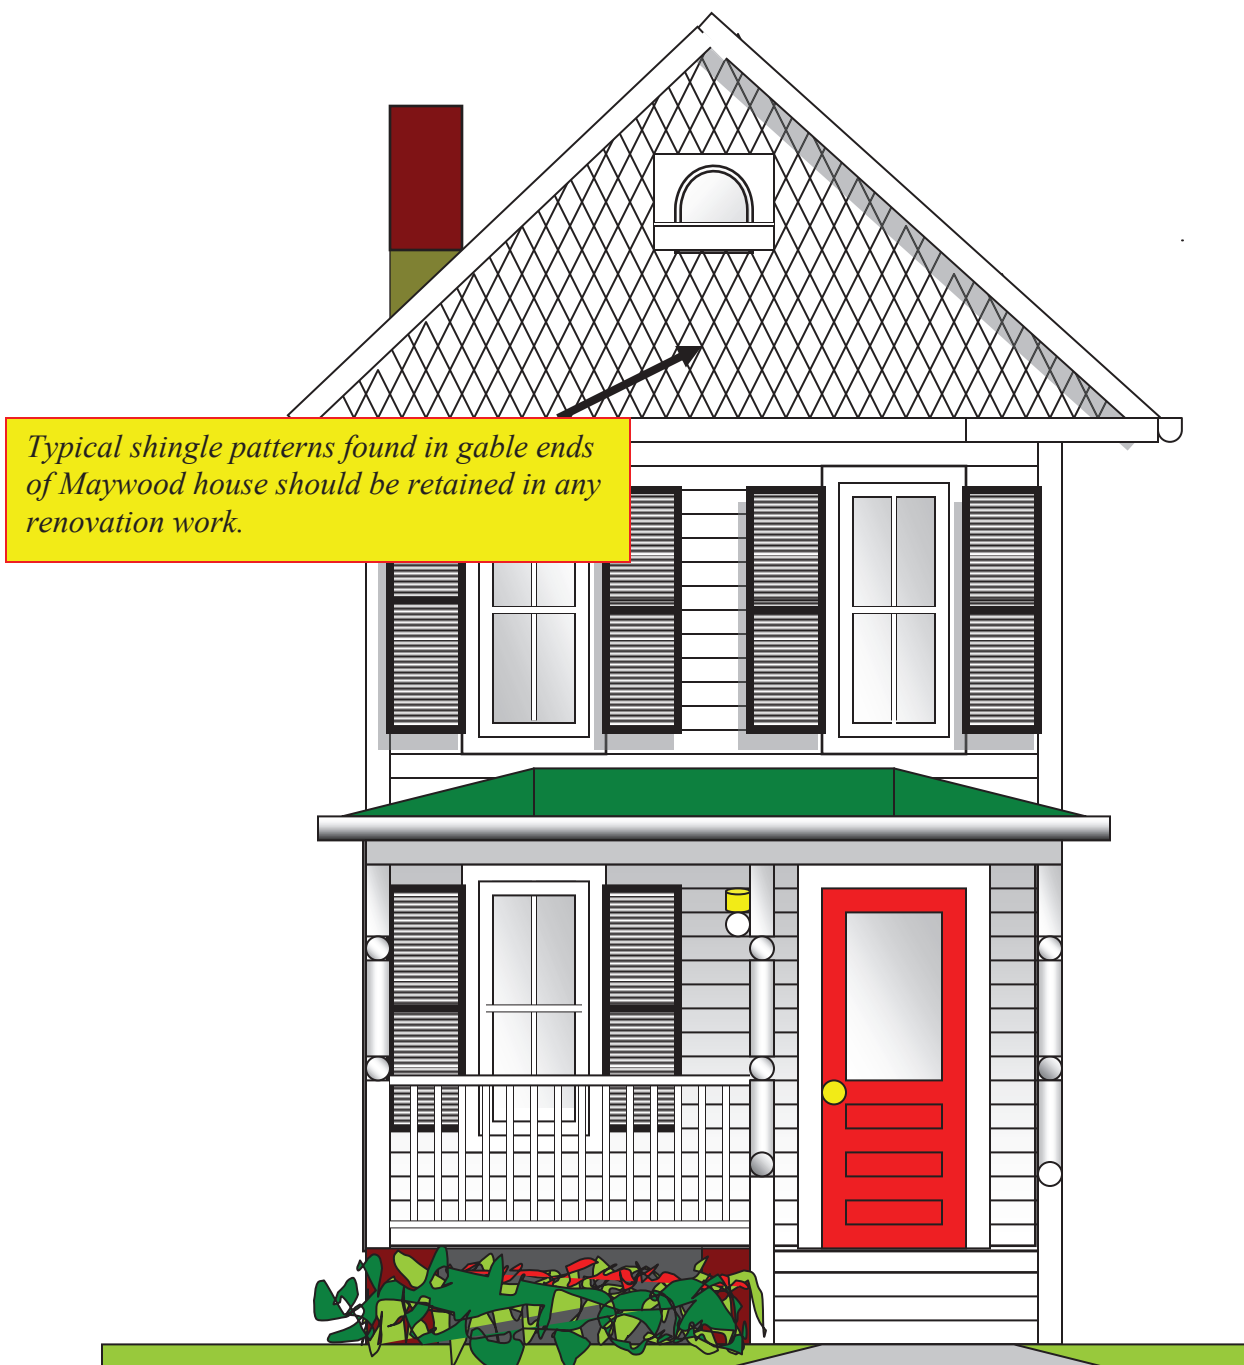 Typical shingle patterns found in gable ends
of Maywood house should be retained in any
renovation work.